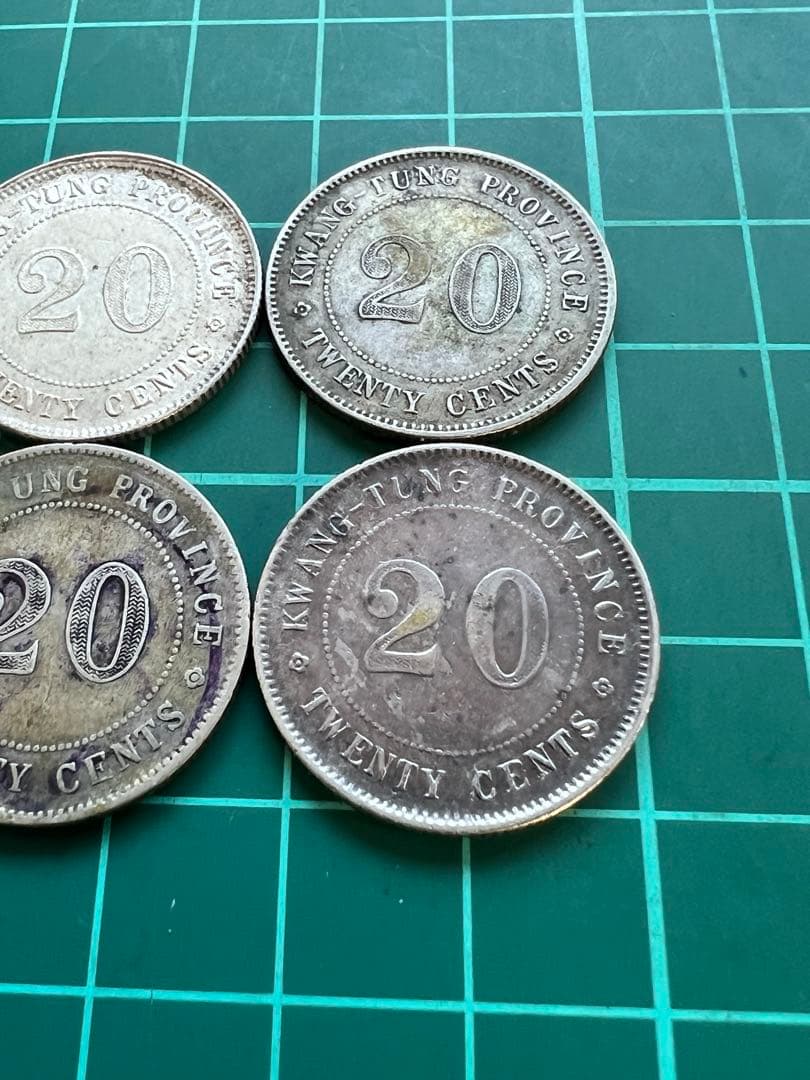 -TUNG PROVINCE
20
ENTY CENTS
KWANG-TUNG PROVINCE
20
TWENTY CENTS
UNG PROVINCE
20
Y CENTS
KWANG-TUNG PROVINCE
20
TWENTY CENTS